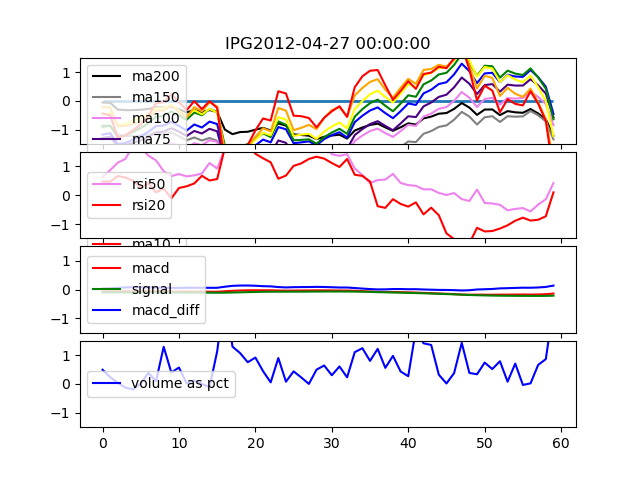 IPG2012-04-27 00:00:00
1
0
−1
ma200
ma150
ma100
ma75
1
0
−1
rsi50
rsi20
ma10
1
0
−1
macd
signal
macd_diff
1
0
−1
volume as pct
0 10 20 30 40 50 60